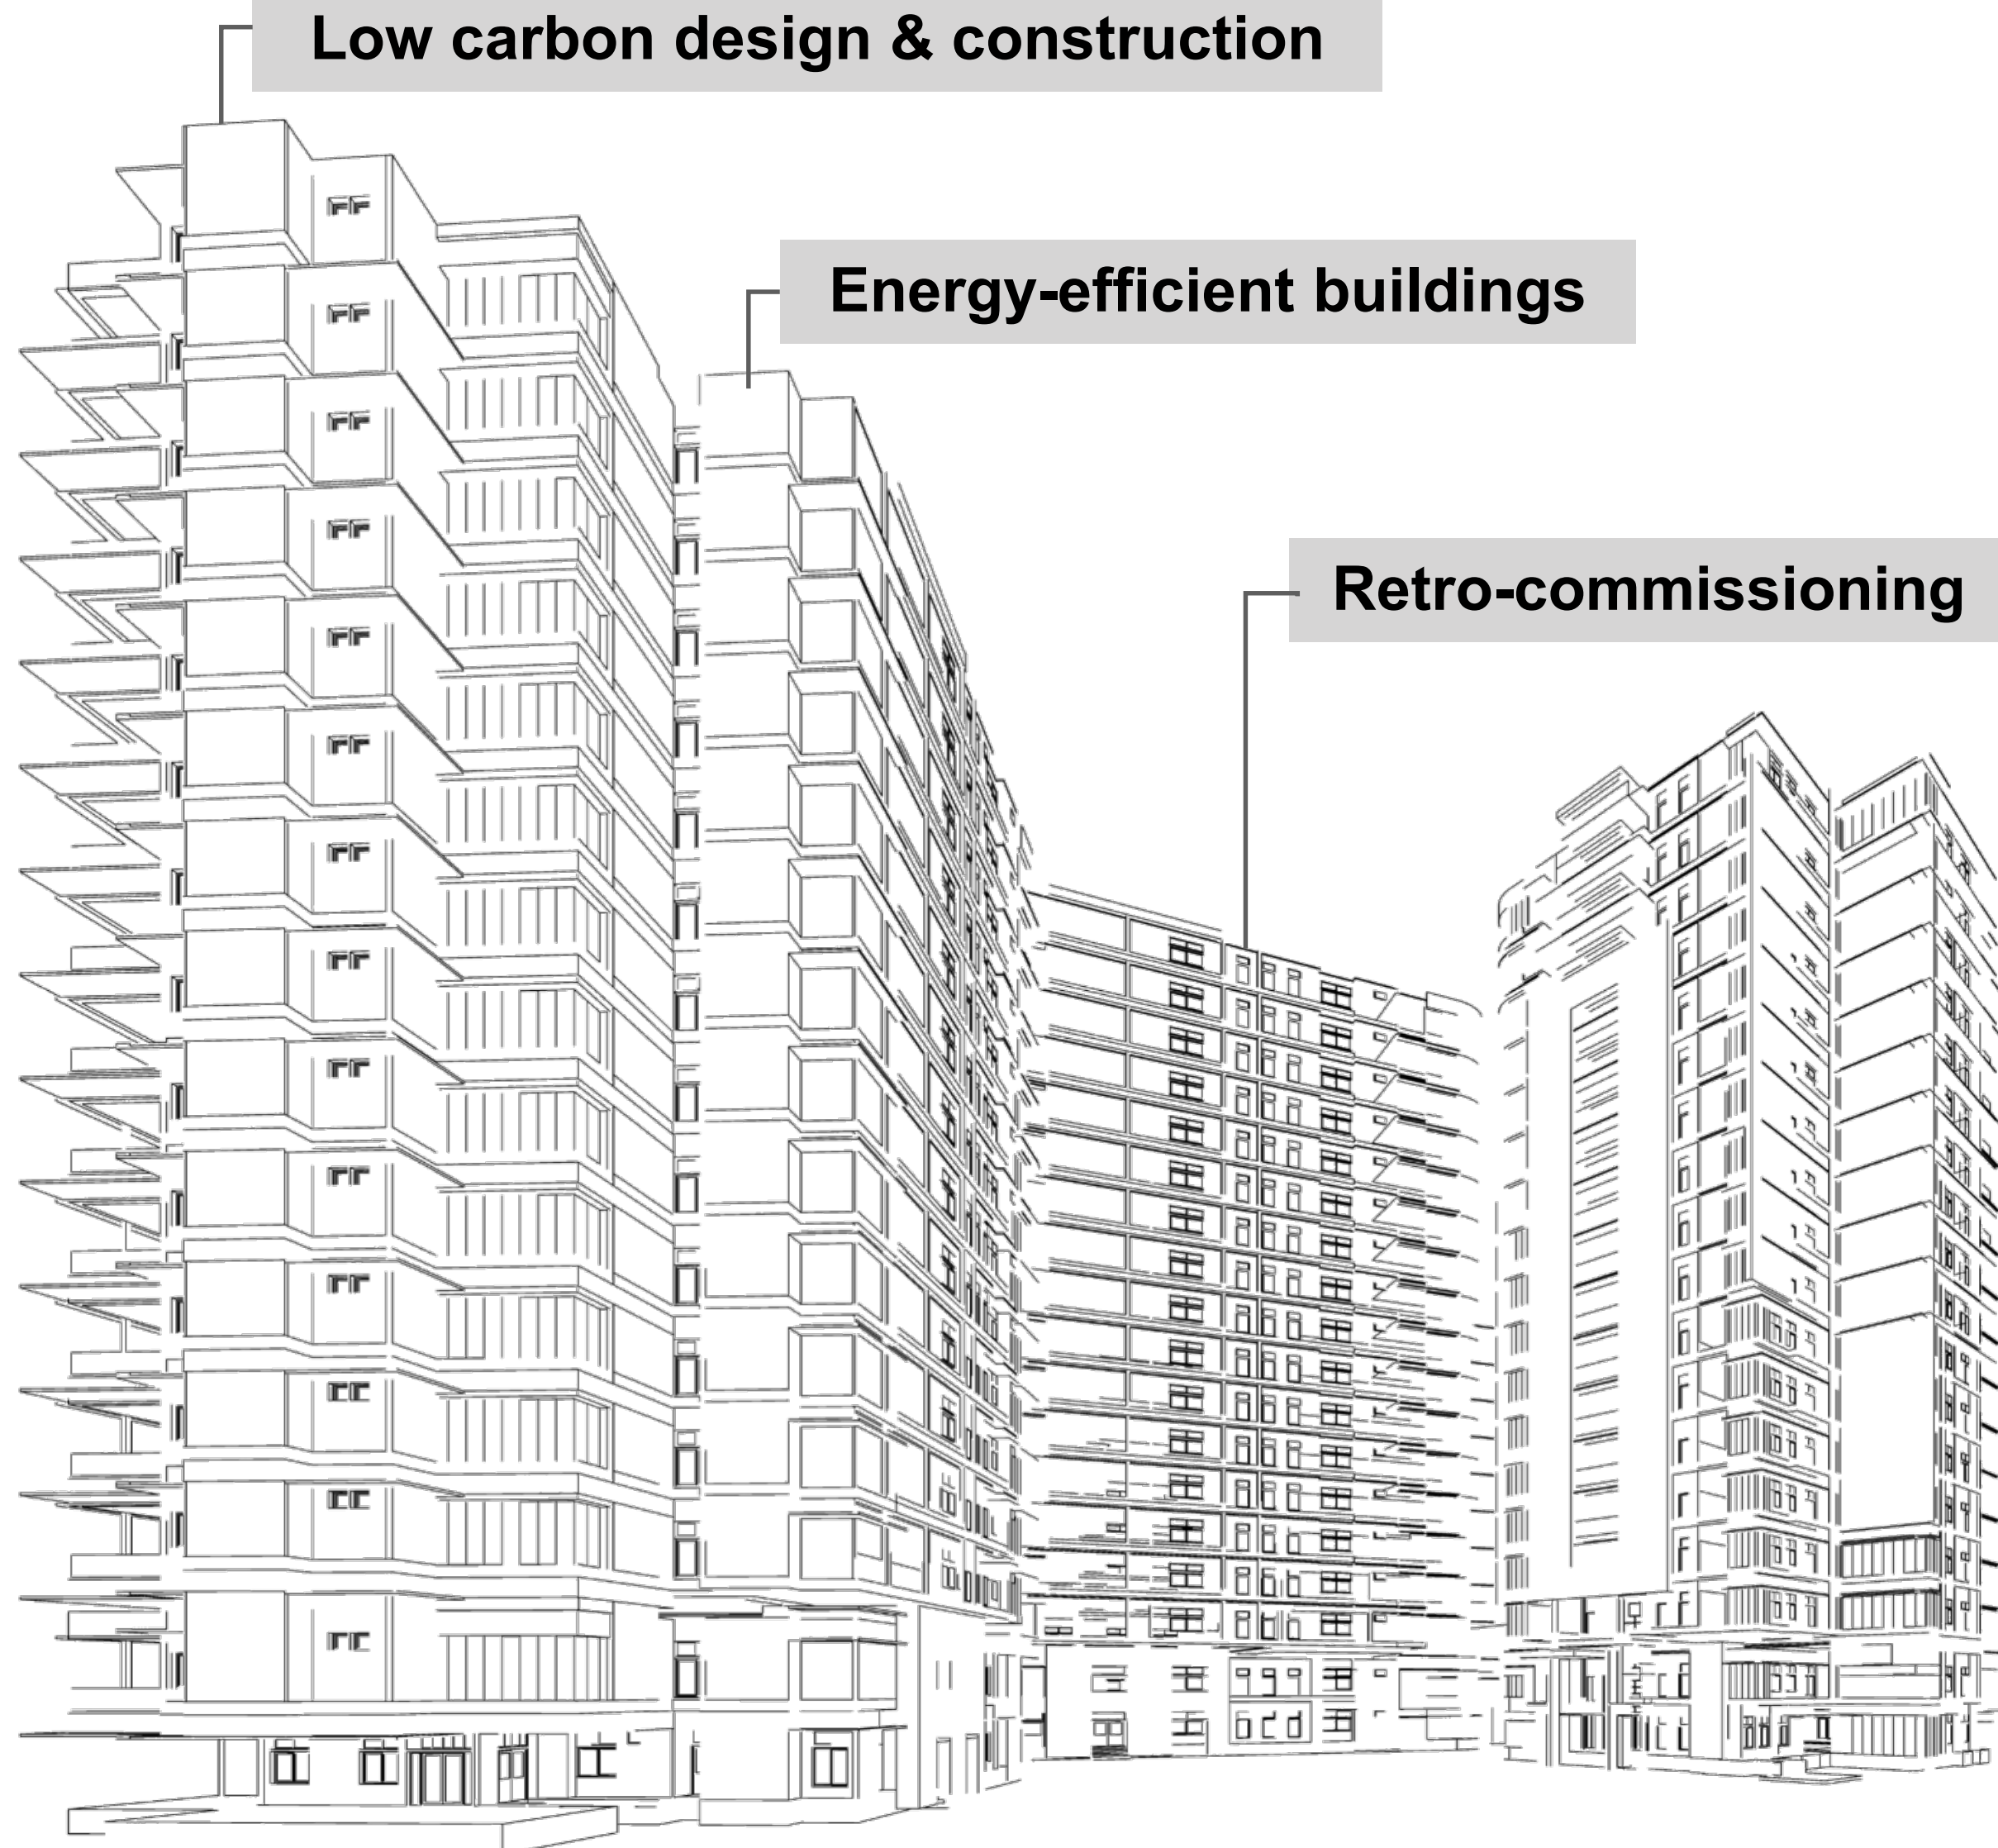 Low carbon design & construction
Energy-efficient buildings
Retro-commissioning